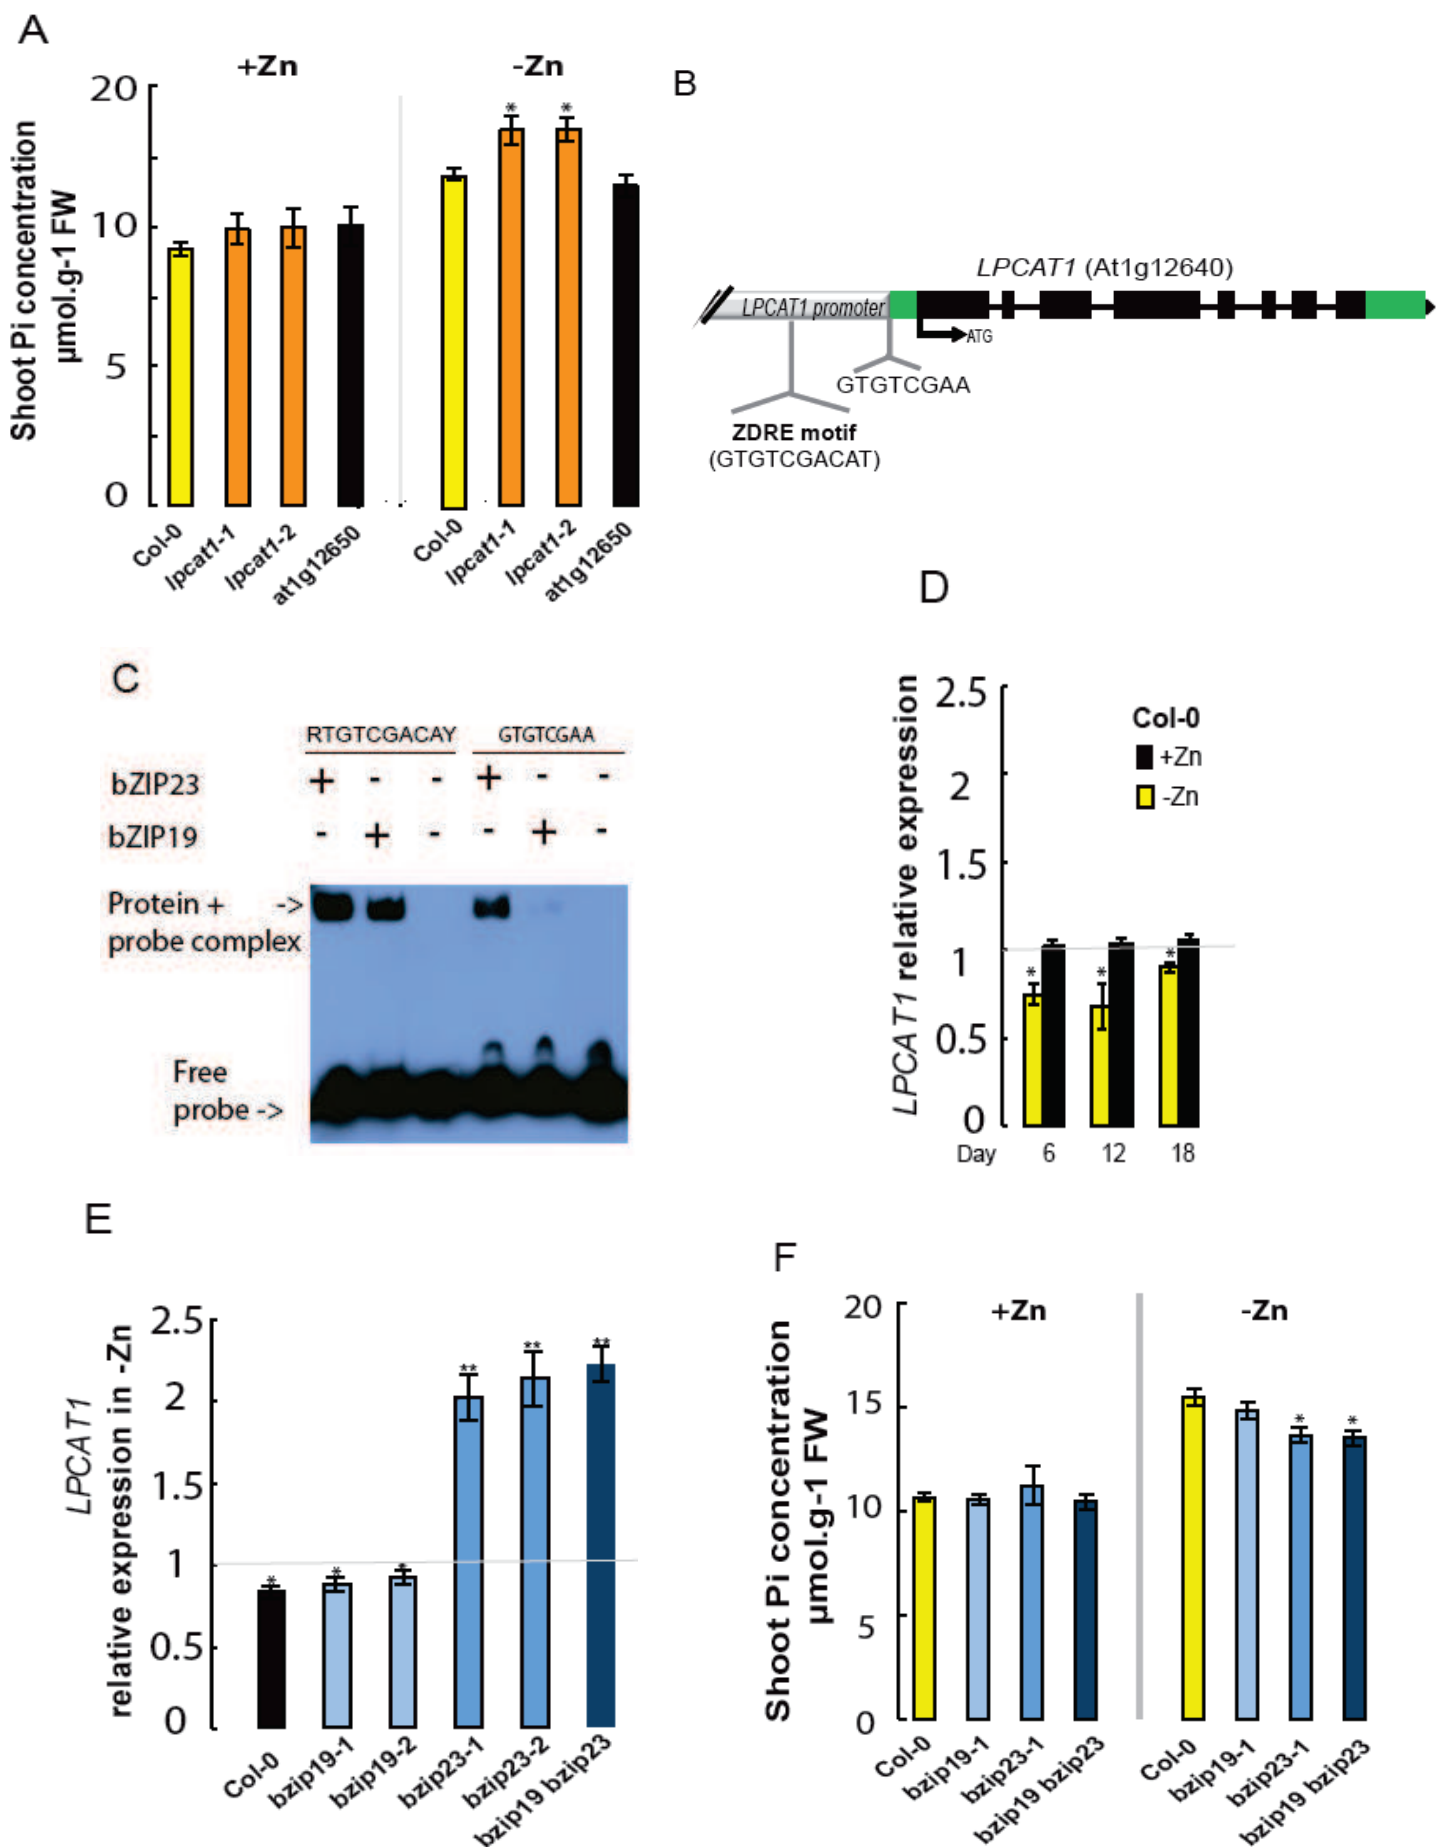 A
+Zn
-Zn
20
10
5
0
Shoot Pi concentration
µmol.g-1 FW
*
*
Col-0
lpcat1-1
lpcat1-2
at1g12650
Col-0
lpcat1-1
lpcat1-2
at1g12650
B
LPCAT1 (At1g12640)
LPCAT1 promoter
ATG
GTGTCGAA
ZDRE motif
(GTGTCGACAT)
C
RTGTCGACAY GTGTCGAA
bZIP23 + - - + - -
bZIP19 - + - - + -
Protein + ->
probe complex
Free
probe ->
D
LPCAT1 relative expression
2.5
2
1.5
1
0.5
0
Col-0
+Zn
-Zn
* * *
Day 6 12 18
E
LPCAT1
relative expression in -Zn
2.5
2
1.5
1
0.5
0
* * * ** ** **
Col-0
bzip19-1
bzip19-2
bzip23-1
bzip23-2
bzip19 bzip23
F
+Zn
-Zn
Shoot Pi concentration
µmol.g-1 FW
20
15
10
5
0
* *
Col-0
bzip19-1
bzip23-1
bzip19 bzip23
Col-0
bzip19-1
bzip23-1
bzip19 bzip23